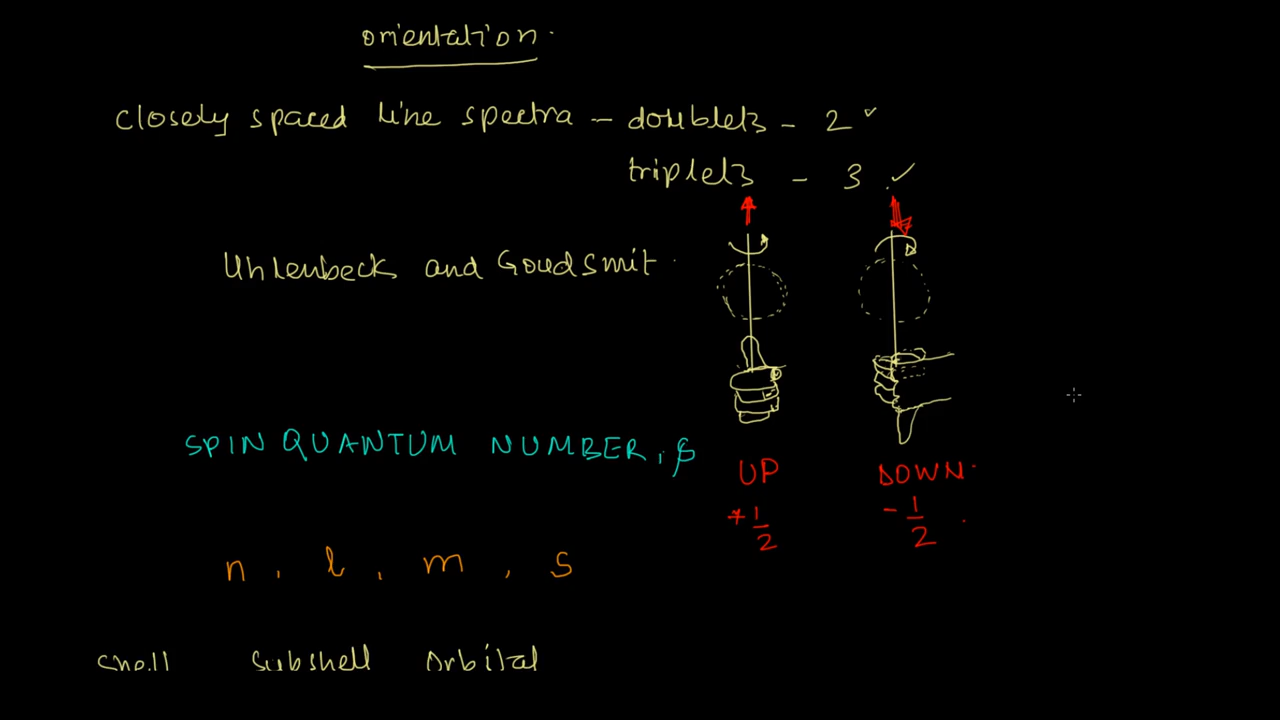 orientation.
closely spaced line spectra – doublets – 2 ✓
triplets – 3 ✓
Uhlenbeck and Goudsmit.
SPIN QUANTUM NUMBER, s
UP DOWN.
+ 1/2 - 1/2
n, l, m, s
shell subshell orbital